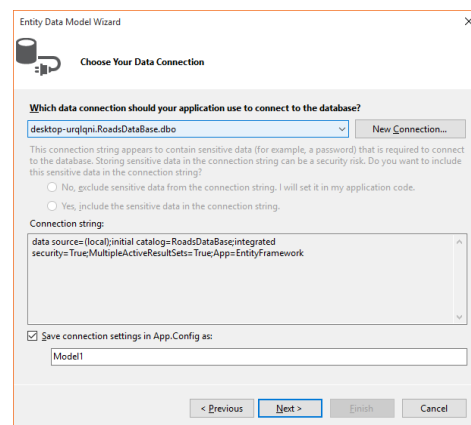 Entity Data Model Wizard
Choose Your Data Connection
Which data connection should your application use to connect to the database?
desktop-urqlqni.RoadsDataBase.dbo
New Connection...
This connection string appears to contain sensitive data (for example, a password) that is required to connect
to the database. Storing sensitive data in the connection string can be a security risk. Do you want to include
this sensitive data in the connection string?
No, exclude sensitive data from the connection string. I will set it in my application code.
Yes, include the sensitive data in the connection string.
Connection string:
data source=(local);initial catalog=RoadsDataBase;integrated
security=True;MultipleActiveResultSets=True;App=EntityFramework
Save connection settings in App.Config as:
Model1
< Previous
Next >
Finish
Cancel